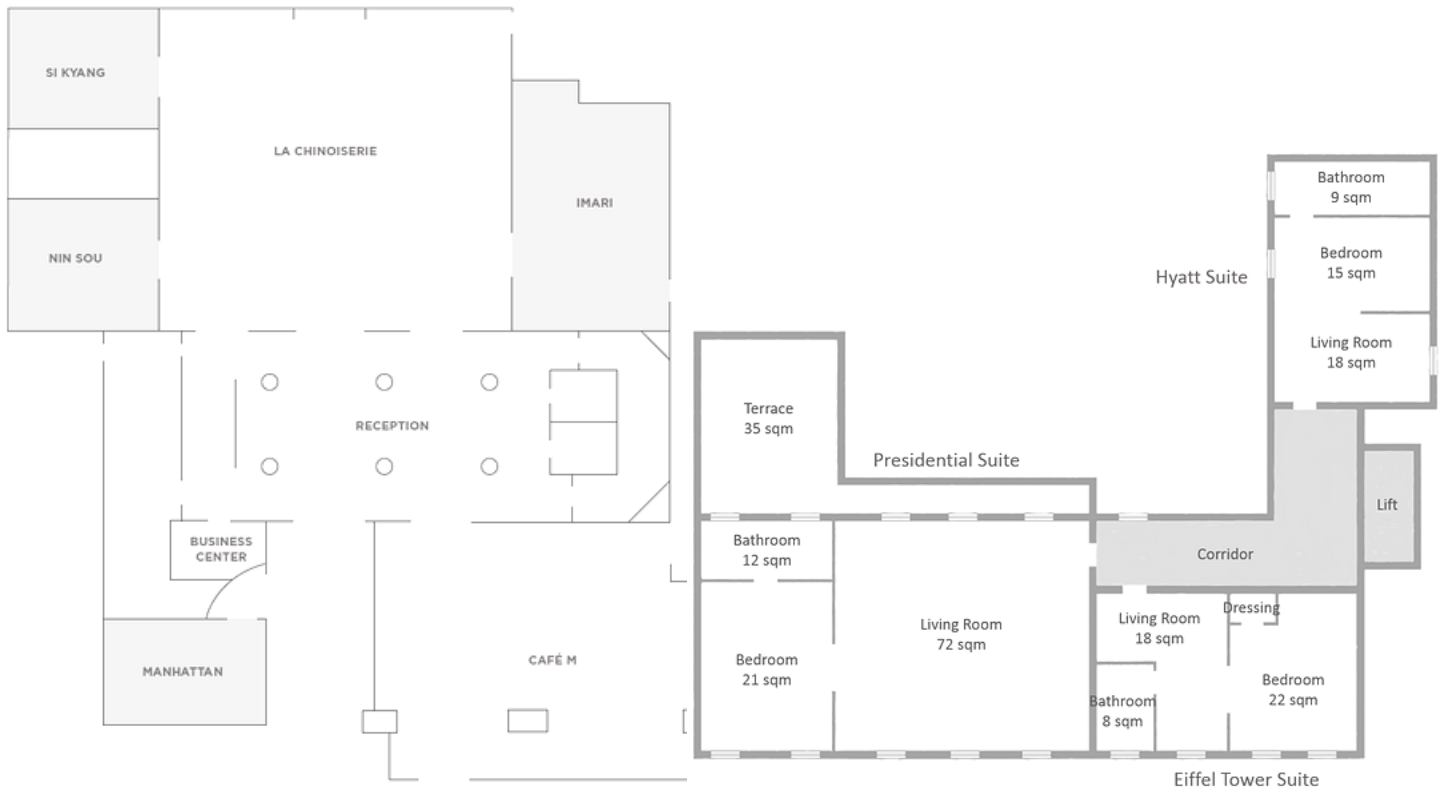 SI KYANG
LA CHINOISERIE
IMARI
NIN SOU
RECEPTION
BUSINESS
CENTER
MANHATTAN
CAFÉ M
Bathroom
9 sqm
Bedroom
15 sqm
Hyatt Suite
Living Room
18 sqm
Terrace
35 sqm
Presidential Suite
Lift
Bathroom
12 sqm
Corridor
Living Room
72 sqm
Bedroom
21 sqm
Living Room
18 sqm
Dressing
Bedroom
22 sqm
Bathroom
8 sqm
Eiffel Tower Suite